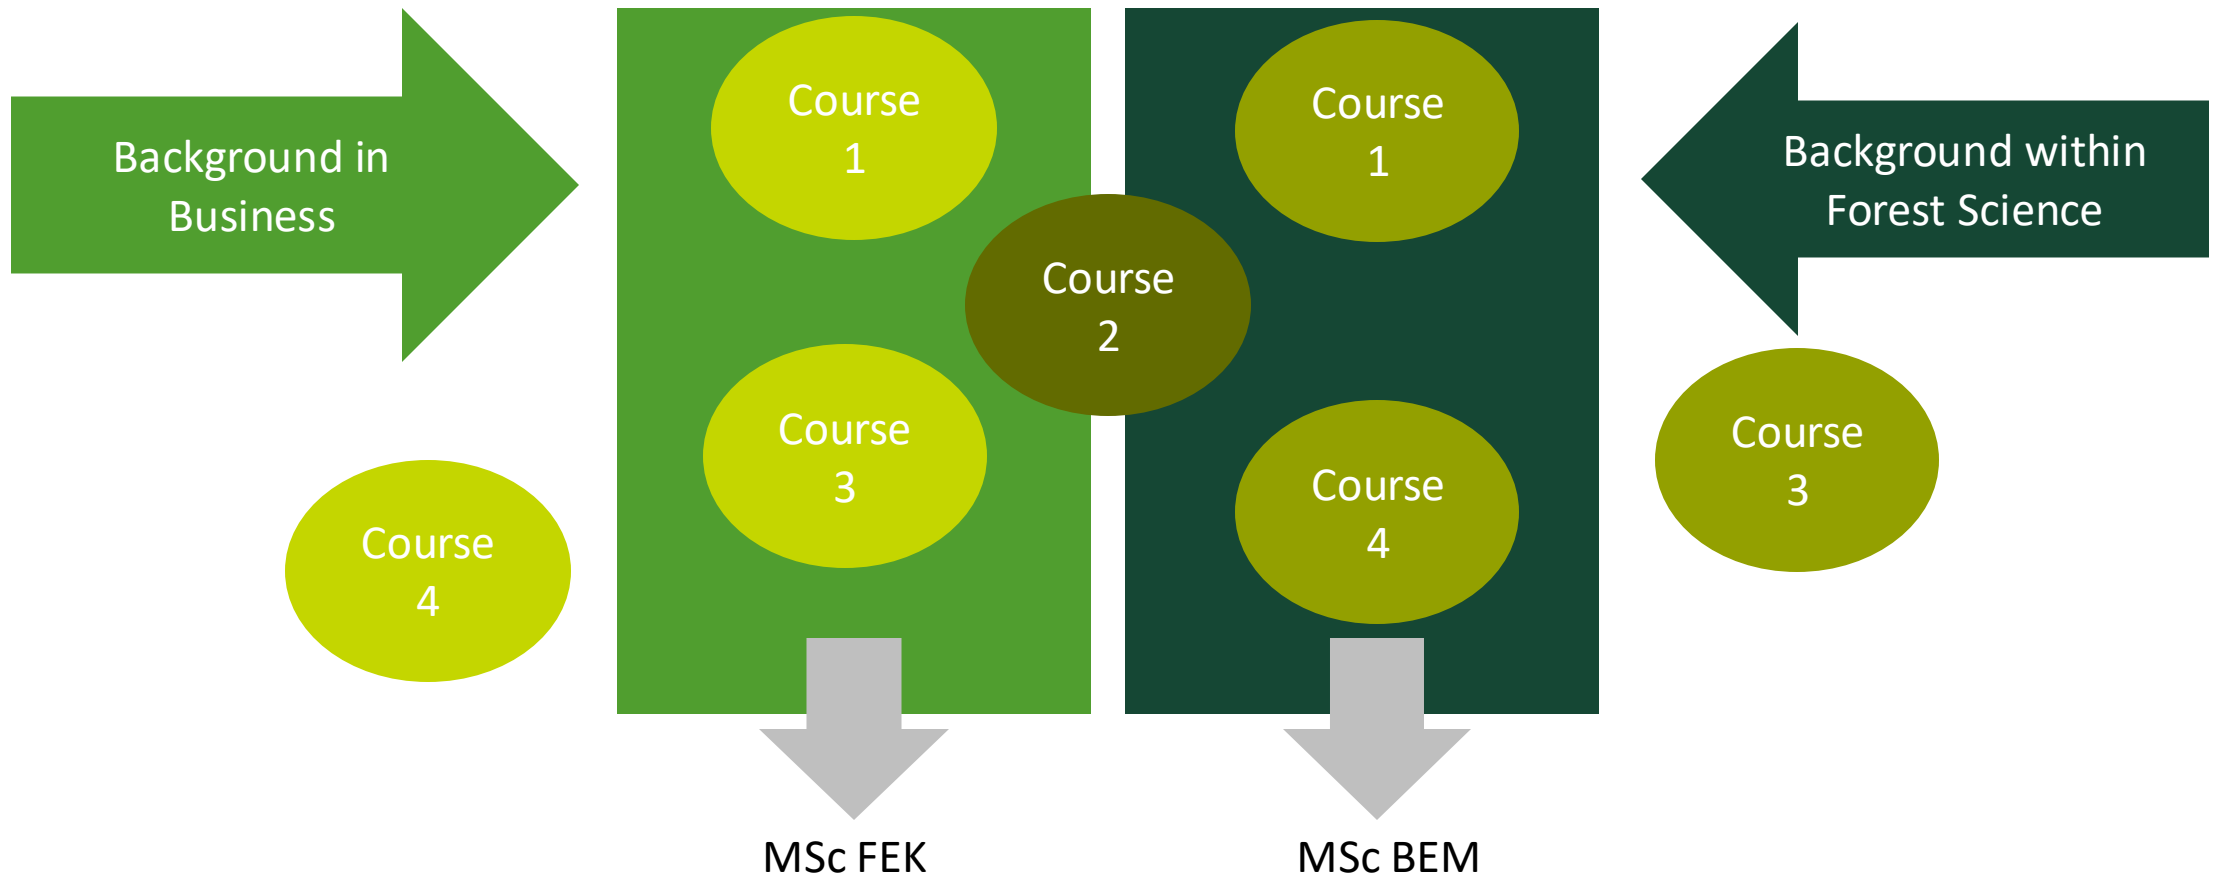 Background in
Business
Course
1
Course
3
Course
4
Course
2
Course
1
Course
4
Background within
Forest Science
Course
3
MSc FEK
MSc BEM